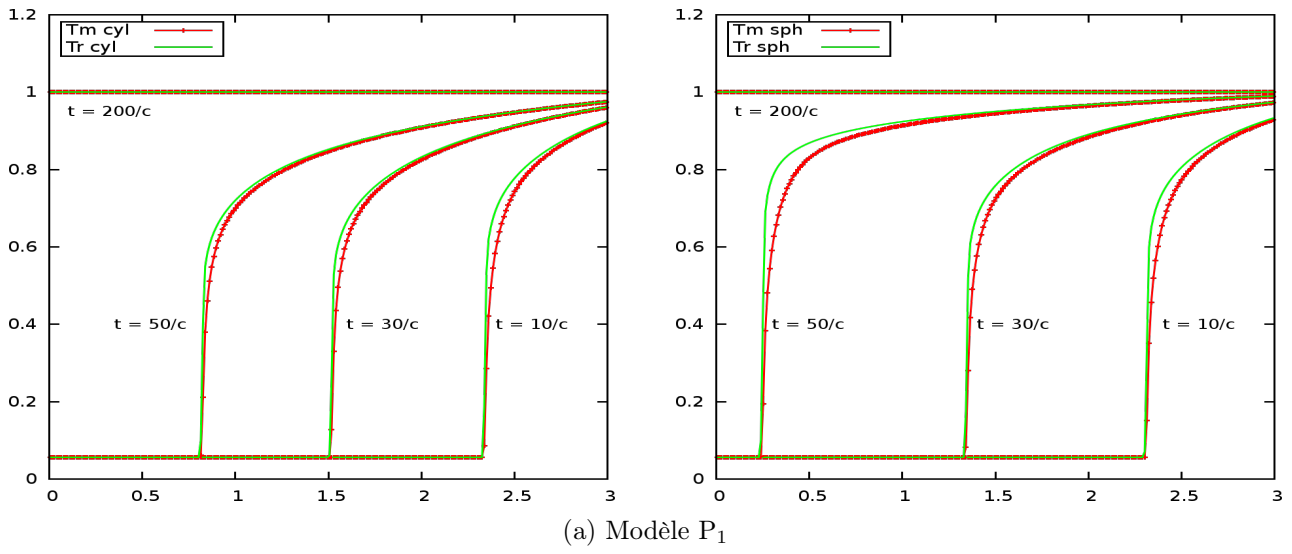 1.2
1
0.8
0.6
0.4
0.2
0
0 0.5 1 1.5 2 2.5 3
Tm cyl
Tr cyl
t = 200/c
t = 50/c
t = 30/c
t = 10/c
1.2
1
0.8
0.6
0.4
0.2
0
0 0.5 1 1.5 2 2.5 3
Tm sph
Tr sph
t = 200/c
t = 50/c
t = 30/c
t = 10/c
(a) Modèle P₁